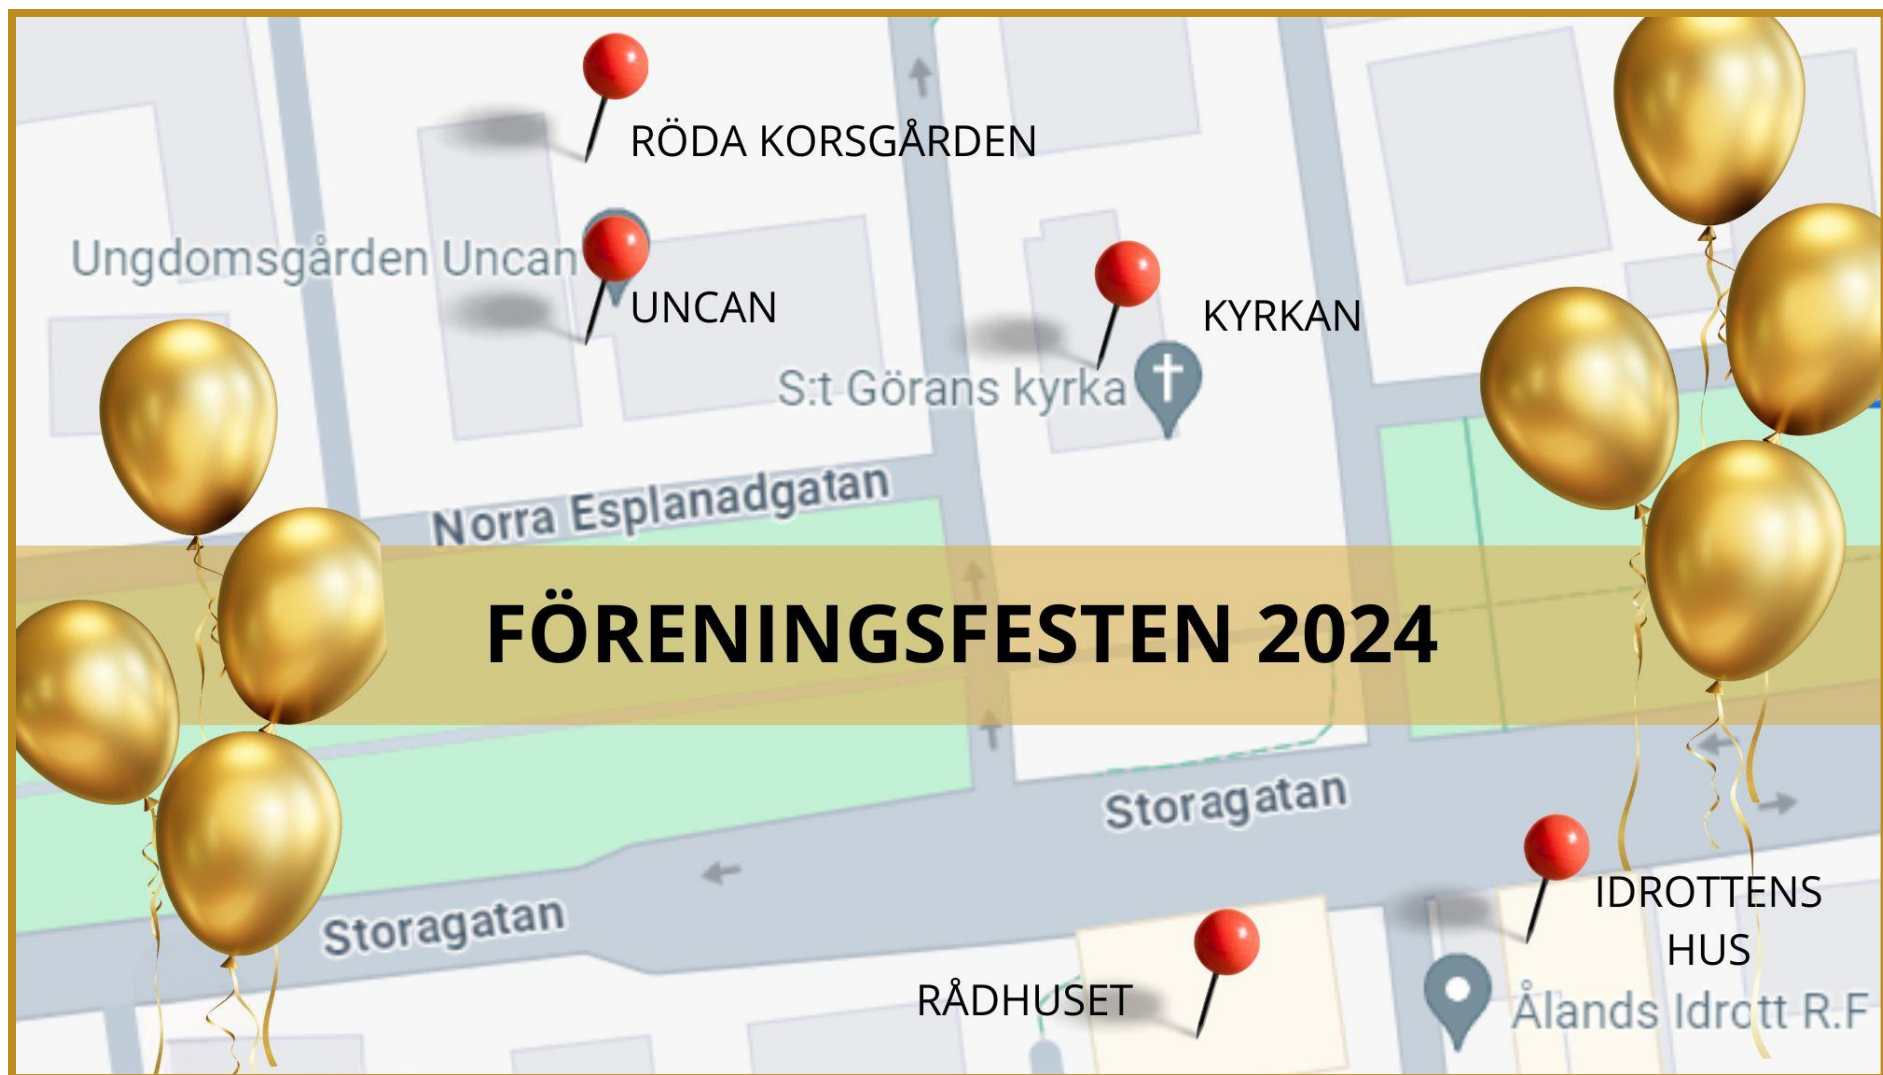 RÖDA KORSGÅRDEN
Ungdomsgården Uncan
UNCAN
KYRKAN
S:t Görans kyrka
Norra Esplanadgatan
FÖRENINGSFESTEN 2024
Storagatan
Storagatan
IDROTTENS
HUS
RÅDHUSET
Ålands Idrott R.F